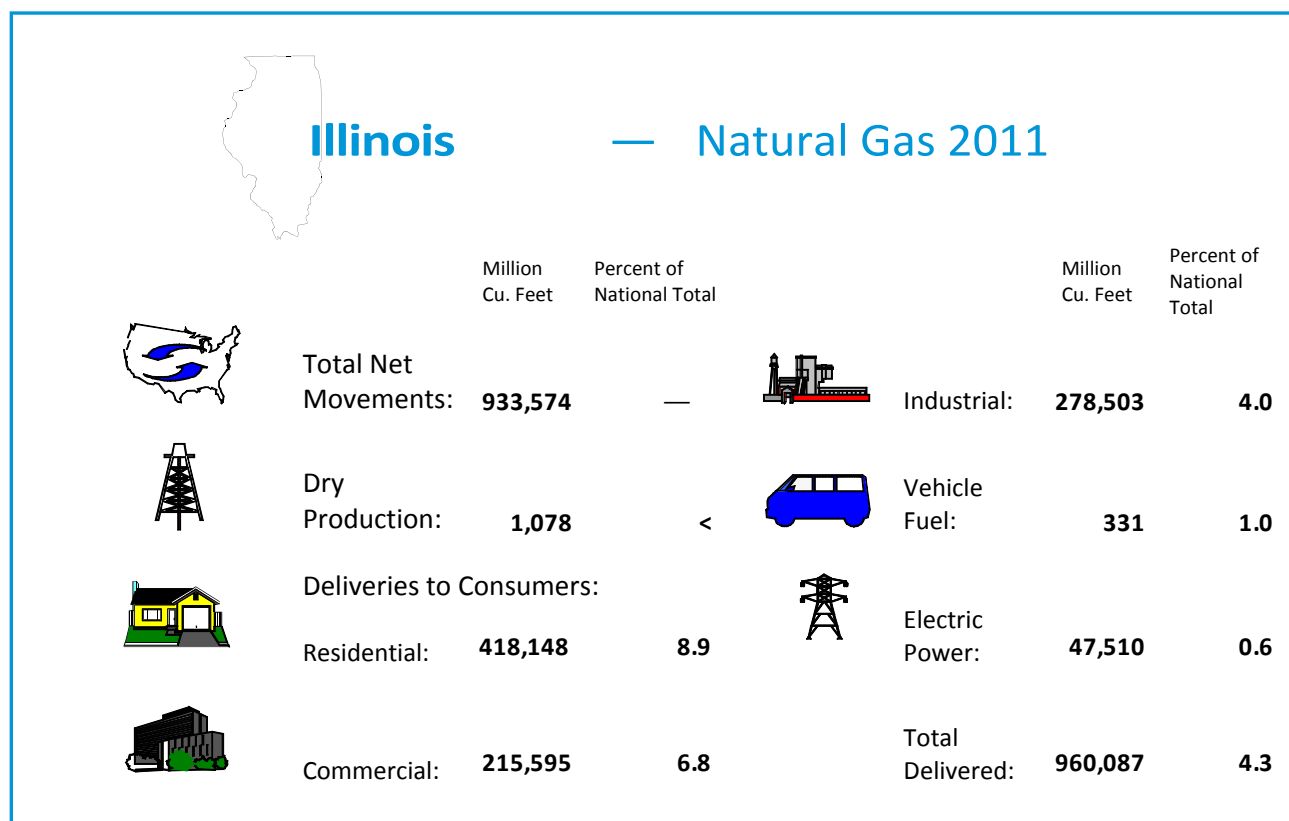 Illinois — Natural Gas 2011
Million
Cu. Feet
Percent of
National Total
Million
Cu. Feet
Percent of
National
Total
Total Net
Movements: 933,574 —
Industrial: 278,503 4.0
Dry
Production: 1,078 <
Vehicle
Fuel: 331 1.0
Deliveries to Consumers:
Residential: 418,148 8.9
Electric
Power: 47,510 0.6
Commercial: 215,595 6.8
Total
Delivered: 960,087 4.3